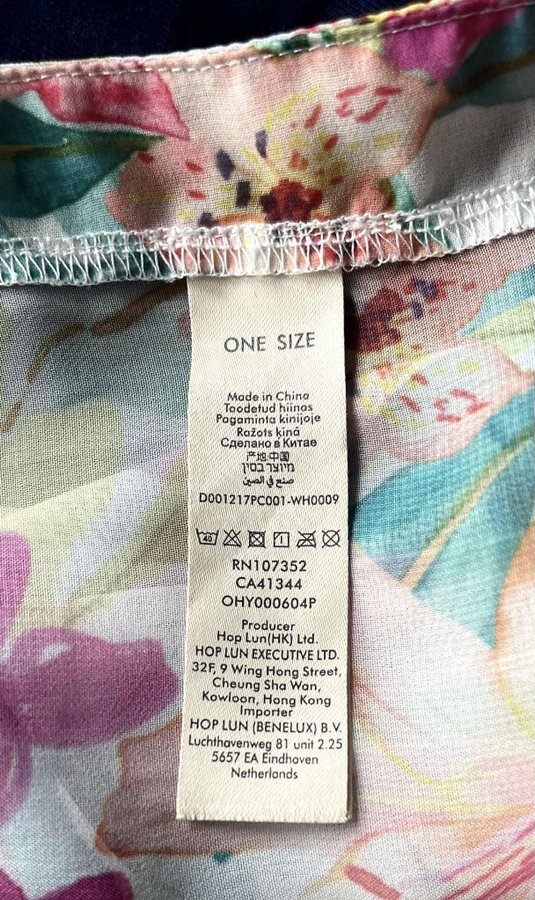 ONE SIZE
Made in China
Toodetud hiinas
Pagaminta kinijoje
Ražots ķīnā
Сделано в Китае
产地:中国
מיוצר בסין
صنع في الصين
D001217PC001-WH0009
40
RN107352
CA41344
OHY000604P
Producer
Hop Lun(HK) Ltd.
HOP LUN EXECUTIVE LTD.
32F, 9 Wing Hong Street,
Cheung Sha Wan,
Kowloon, Hong Kong
Importer
HOP LUN (BENELUX) B.V.
Luchthavenweg 81 unit 2.25
5657 EA Eindhoven
Netherlands